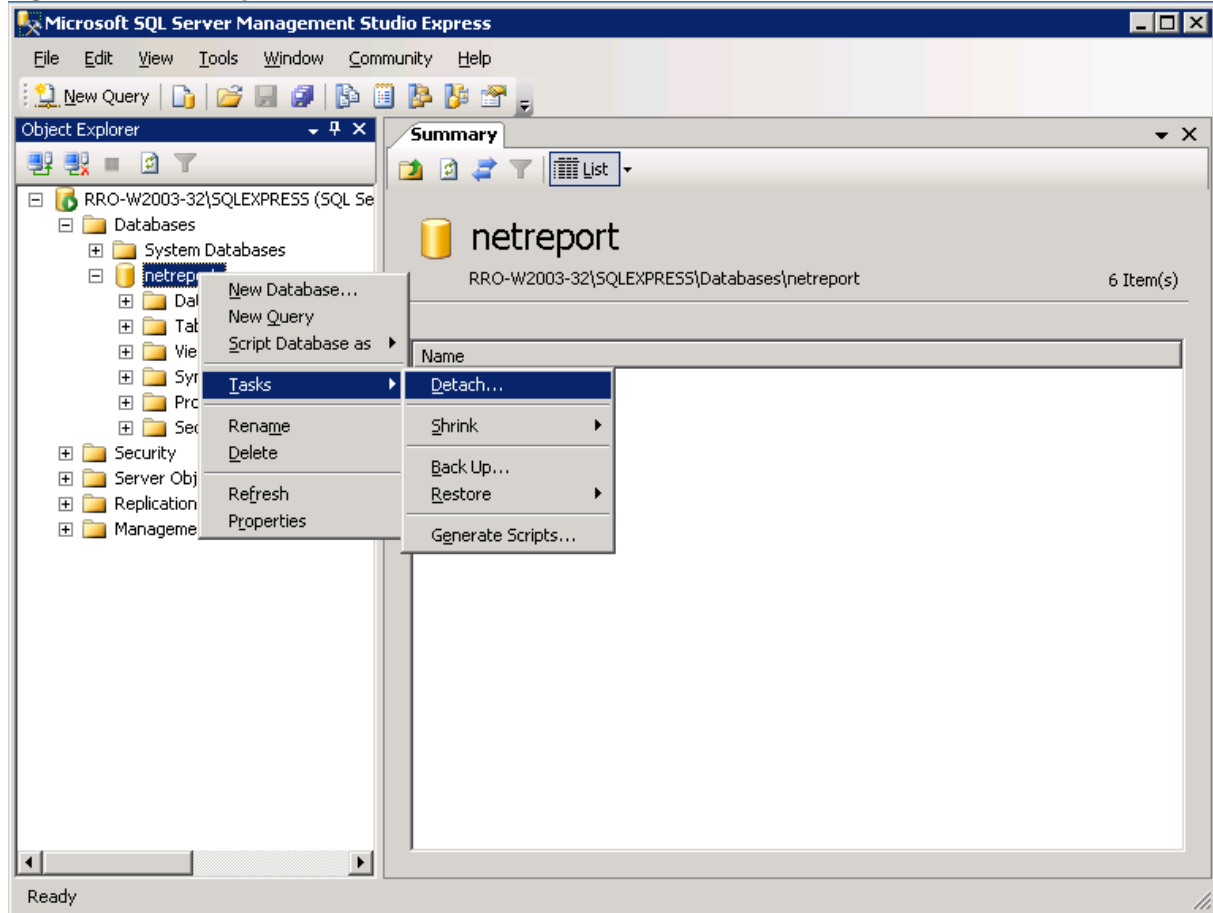 Microsoft SQL Server Management Studio Express
File Edit View Tools Window Community Help
New Query
Object Explorer
Summary
List
RRO-W2003-32\SQLEXPRESS (SQL Se
Databases
System Databases
netrep
Security
Server Obj
Replication
Manageme
New Database...
New Query
Script Database as
Tasks
Rename
Delete
Refresh
Properties
Detach...
Shrink
Back Up...
Restore
Generate Scripts...
netreport
RRO-W2003-32\SQLEXPRESS\Databases\netreport 6 Item(s)
Name
Ready